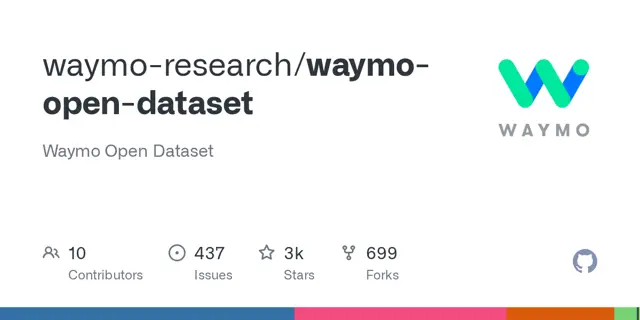 waymo-research/waymo-
open-dataset
WAYMO
Waymo Open Dataset
10
Contributors
437
Issues
3k
Stars
699
Forks